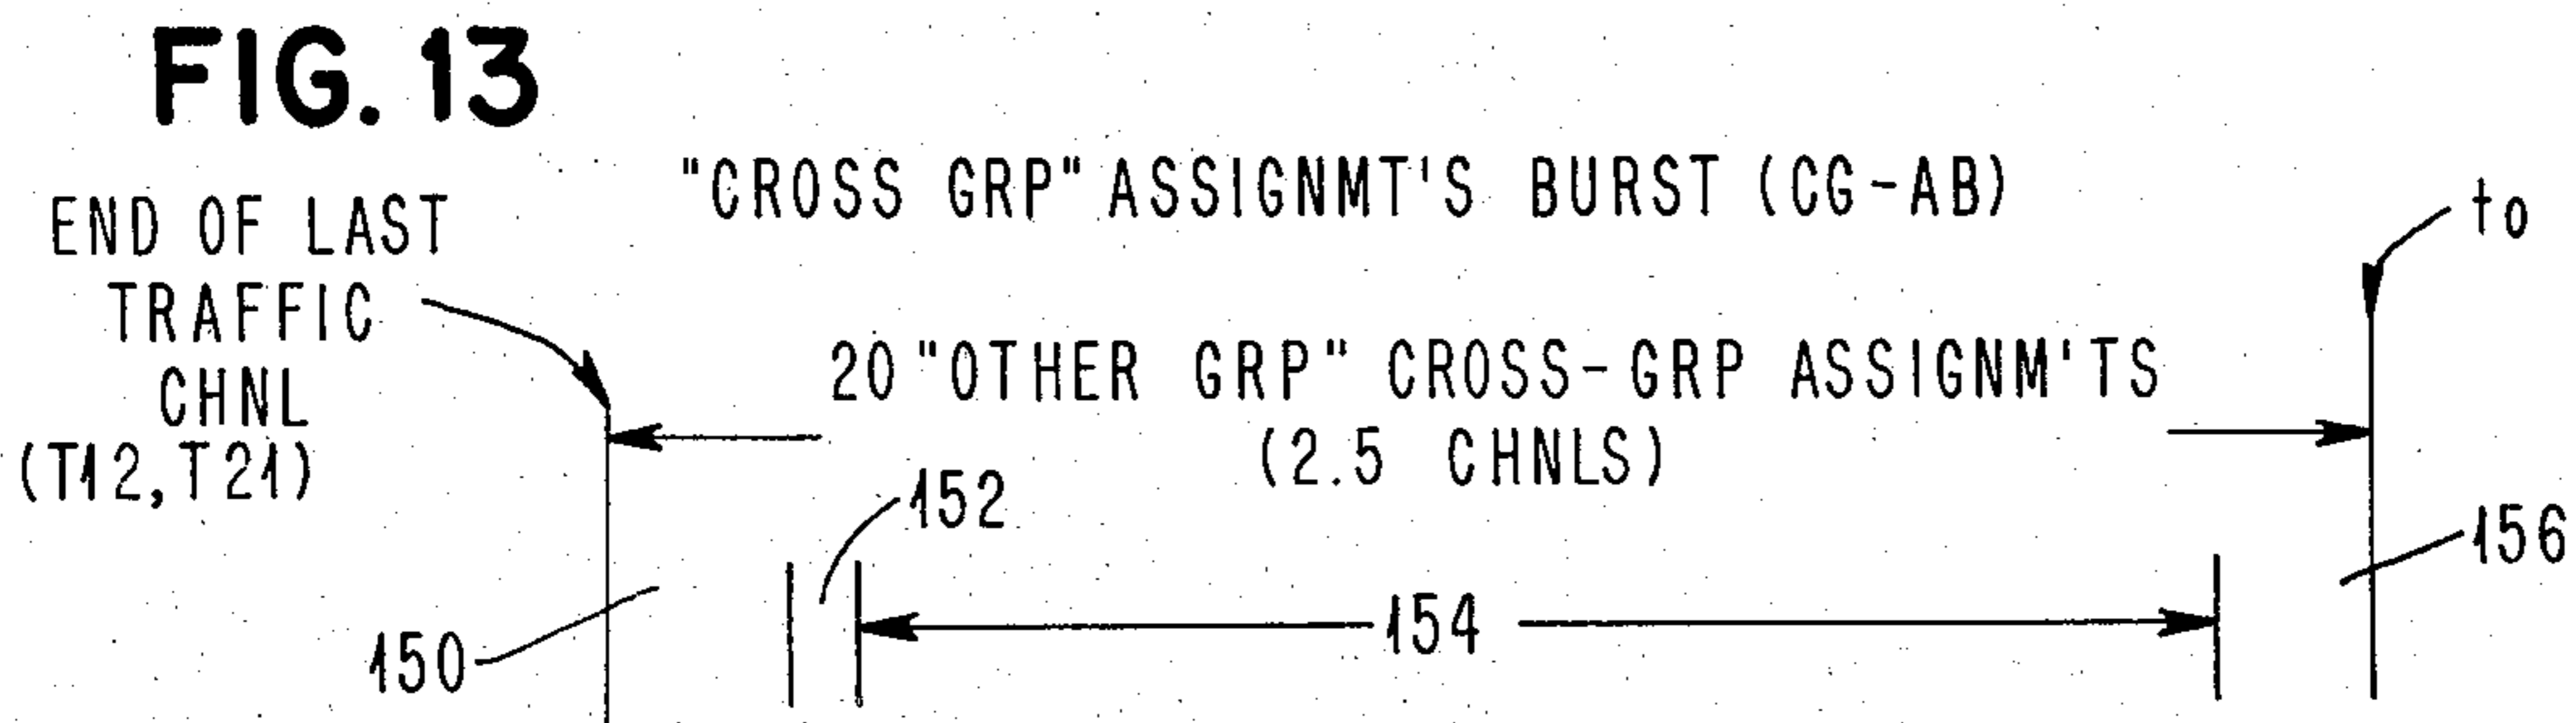 FIG. 13
"CROSS GRP" ASSIGNMT'S BURST (CG-AB)
END OF LAST
TRAFFIC
CHNL
(T12, T21)
to
20 "OTHER GRP" CROSS-GRP ASSIGNM'TS
(2.5 CHNLS)
152
156
154
150